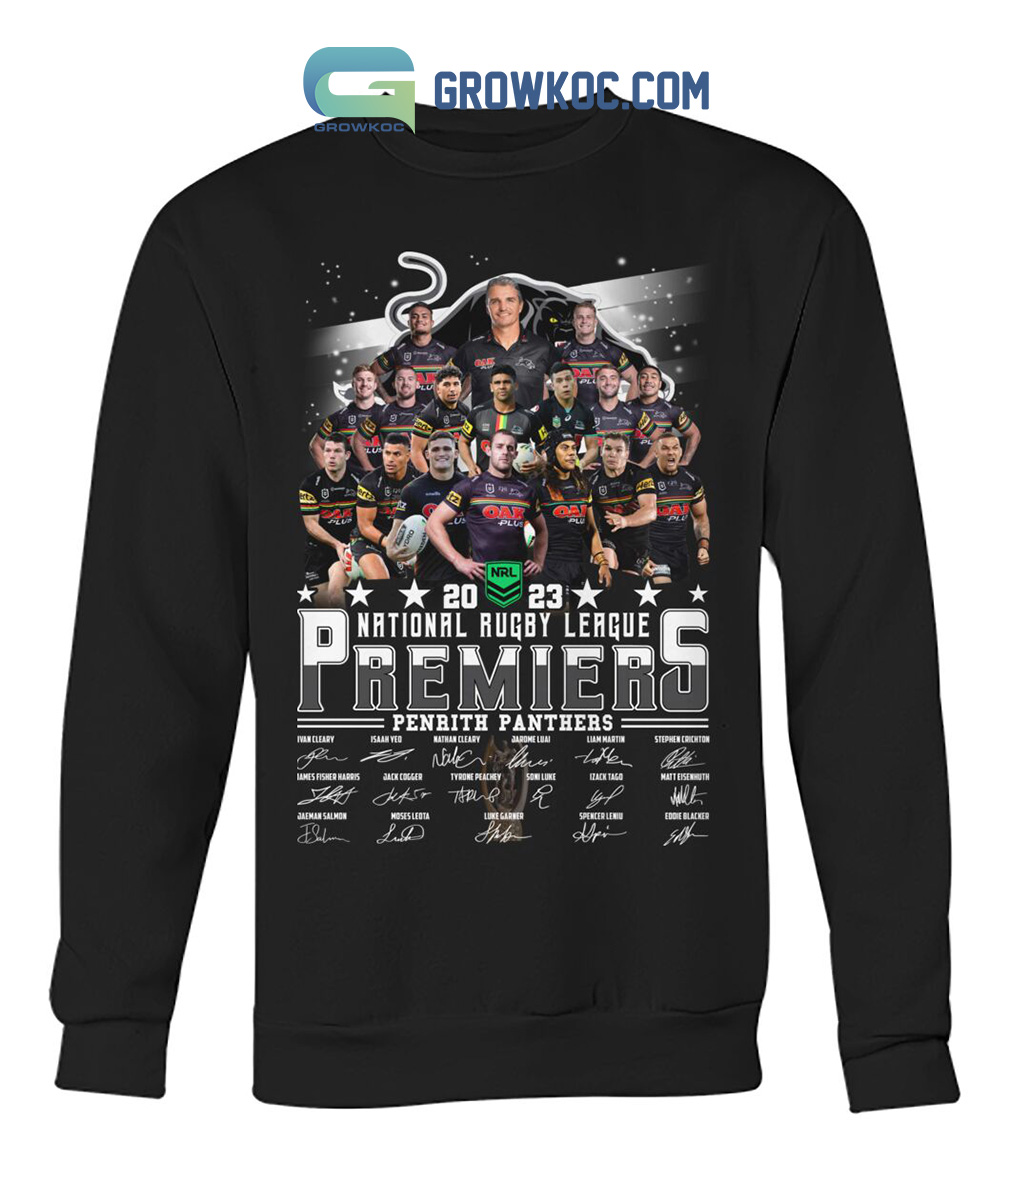 GROWKOC.COM
GROWKOC
NRL
20 23
NATIONAL RUGBY LEAGUE
PREMIERS
PENRITH PANTHERS
IVAN CLEARY ISAAH YEO NATHAN CLEARY JAROME LUAI LIAM MARTIN STEPHEN CRICHTON
JAMES FISHER HARRIS JACK COGGER TYRONE PEACHEY SONI LUKE IZACK TAGO MATT EISENHUTH
JAEMAN SALMON MOSES LEOTA LUKE GARNER SPENCER LENIU EDDIE BLACKER